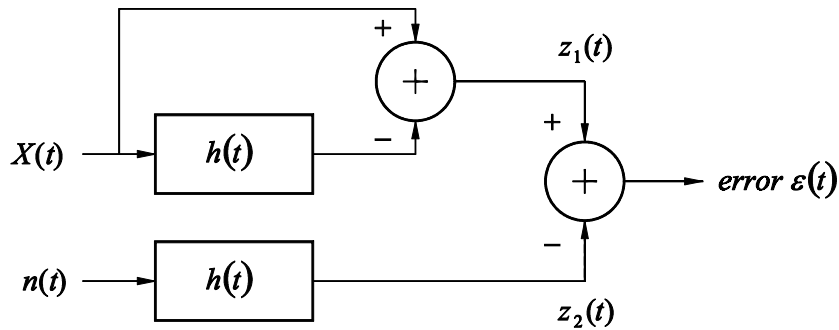 +
z₁(t)
+
X(t)
h(t)
−
+
+
error ε(t)
−
n(t)
h(t)
z₂(t)